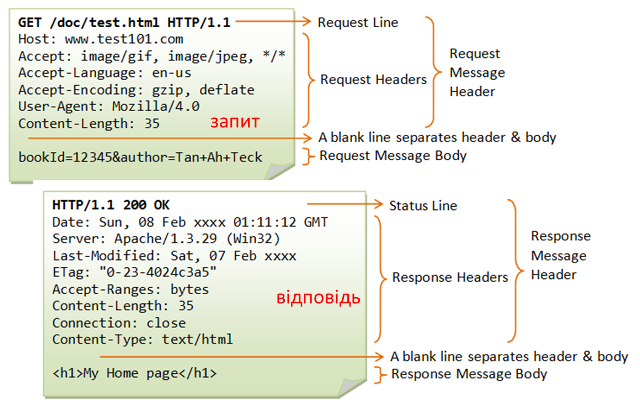 GET /doc/test.html HTTP/1.1
Request Line
Host: www.test101.com
Accept: image/gif, image/jpeg, */*
Accept-Language: en-us
Accept-Encoding: gzip, deflate
User-Agent: Mozilla/4.0
Content-Length: 35
запит
Request Headers
Request
Message
Header
A blank line separates header & body
bookId=12345&author=Tan+Ah+Teck
Request Message Body
HTTP/1.1 200 OK
Status Line
Date: Sun, 08 Feb xxxx 01:11:12 GMT
Server: Apache/1.3.29 (Win32)
Last-Modified: Sat, 07 Feb xxxx
ETag: "0-23-4024c3a5"
Accept-Ranges: bytes
Content-Length: 35
Connection: close
Content-Type: text/html
відповідь
Response Headers
Response
Message
Header
A blank line separates header & body
<h1>My Home page</h1>
Response Message Body